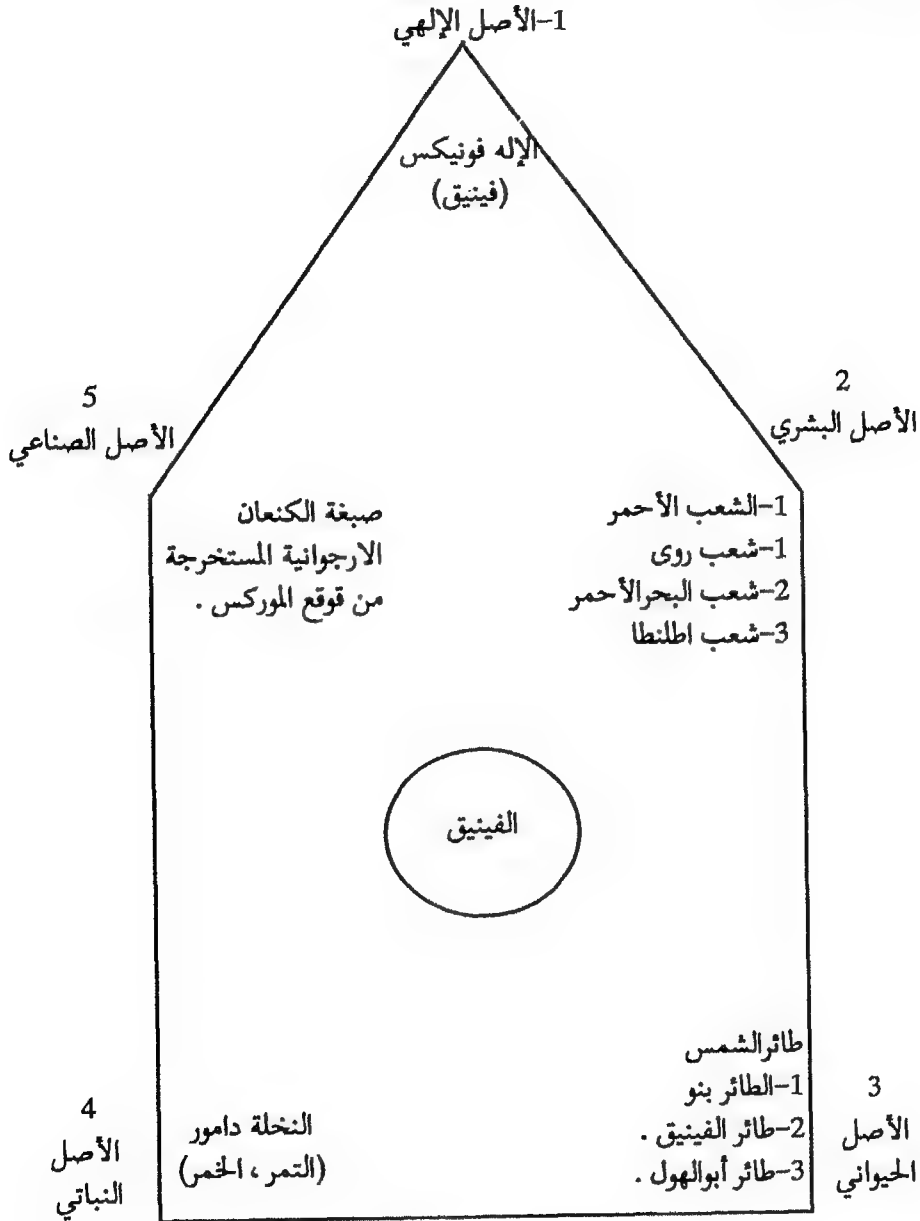 1-الأصل الإلهي
الإله فونيكس
(فينيق)
2
الأصل البشري
1-الشعب الأحمر
1-شعب روى
2-شعب البحرالأحمر
3-شعب اطلنطا
5
الأصل الصناعي
صبغة الكنعان
الارجوانية المستخرجة
من قوقع الموركس .
الفينيق
3
الأصل
الحيواني
طائرالشمس
1-الطائر بنو
2-طائر الفينيق .
3-طائر أبوالهول .
4
الأصل
النباتي
النخلة دامور
(التمر ، الخمر)